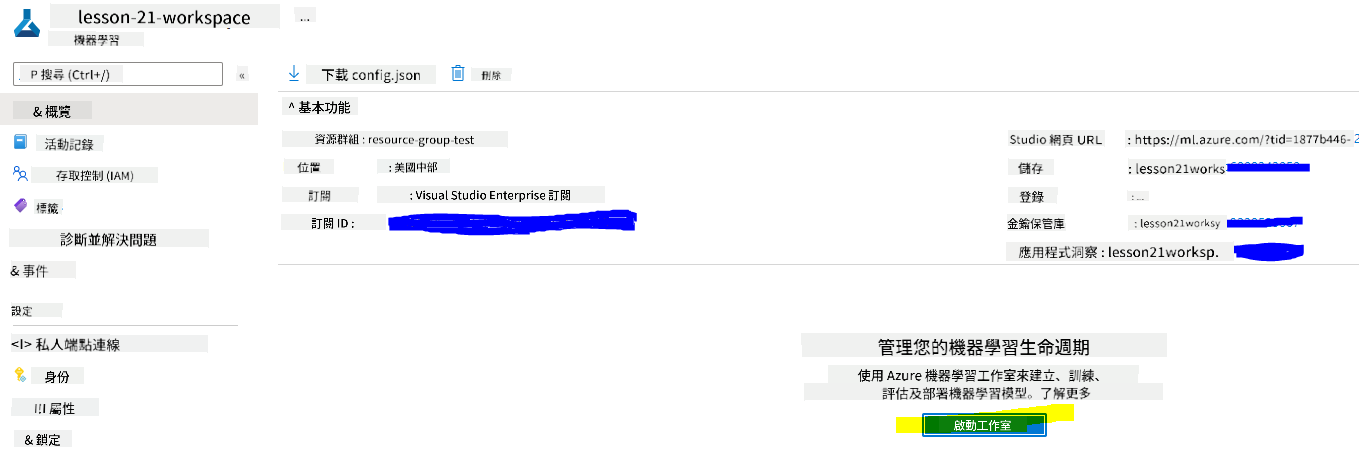 lesson-21-workspace ...
機器學習
P 搜尋 (Ctrl+/) «
& 概覽
活動記錄
存取控制 (IAM)
標籤
診斷並解決問題
& 事件
設定
<I> 私人端點連線
身份
III 屬性
& 鎖定
下載 config.json 刪除
^ 基本功能
資源群組 : resource-group-test
位置 : 美國中部
訂閱 : Visual Studio Enterprise 訂閱
訂閱 ID :
Studio 網頁 URL : https://ml.azure.com/?tid=1877b446-2
儲存 : lesson21works
登錄 : ...
金鑰保管庫 : lesson21worksy
應用程式洞察 : lesson21worksp.
管理您的機器學習生命週期
使用 Azure 機器學習工作室來建立、訓練、
評估及部署機器學習模型。了解更多
啟動工作室